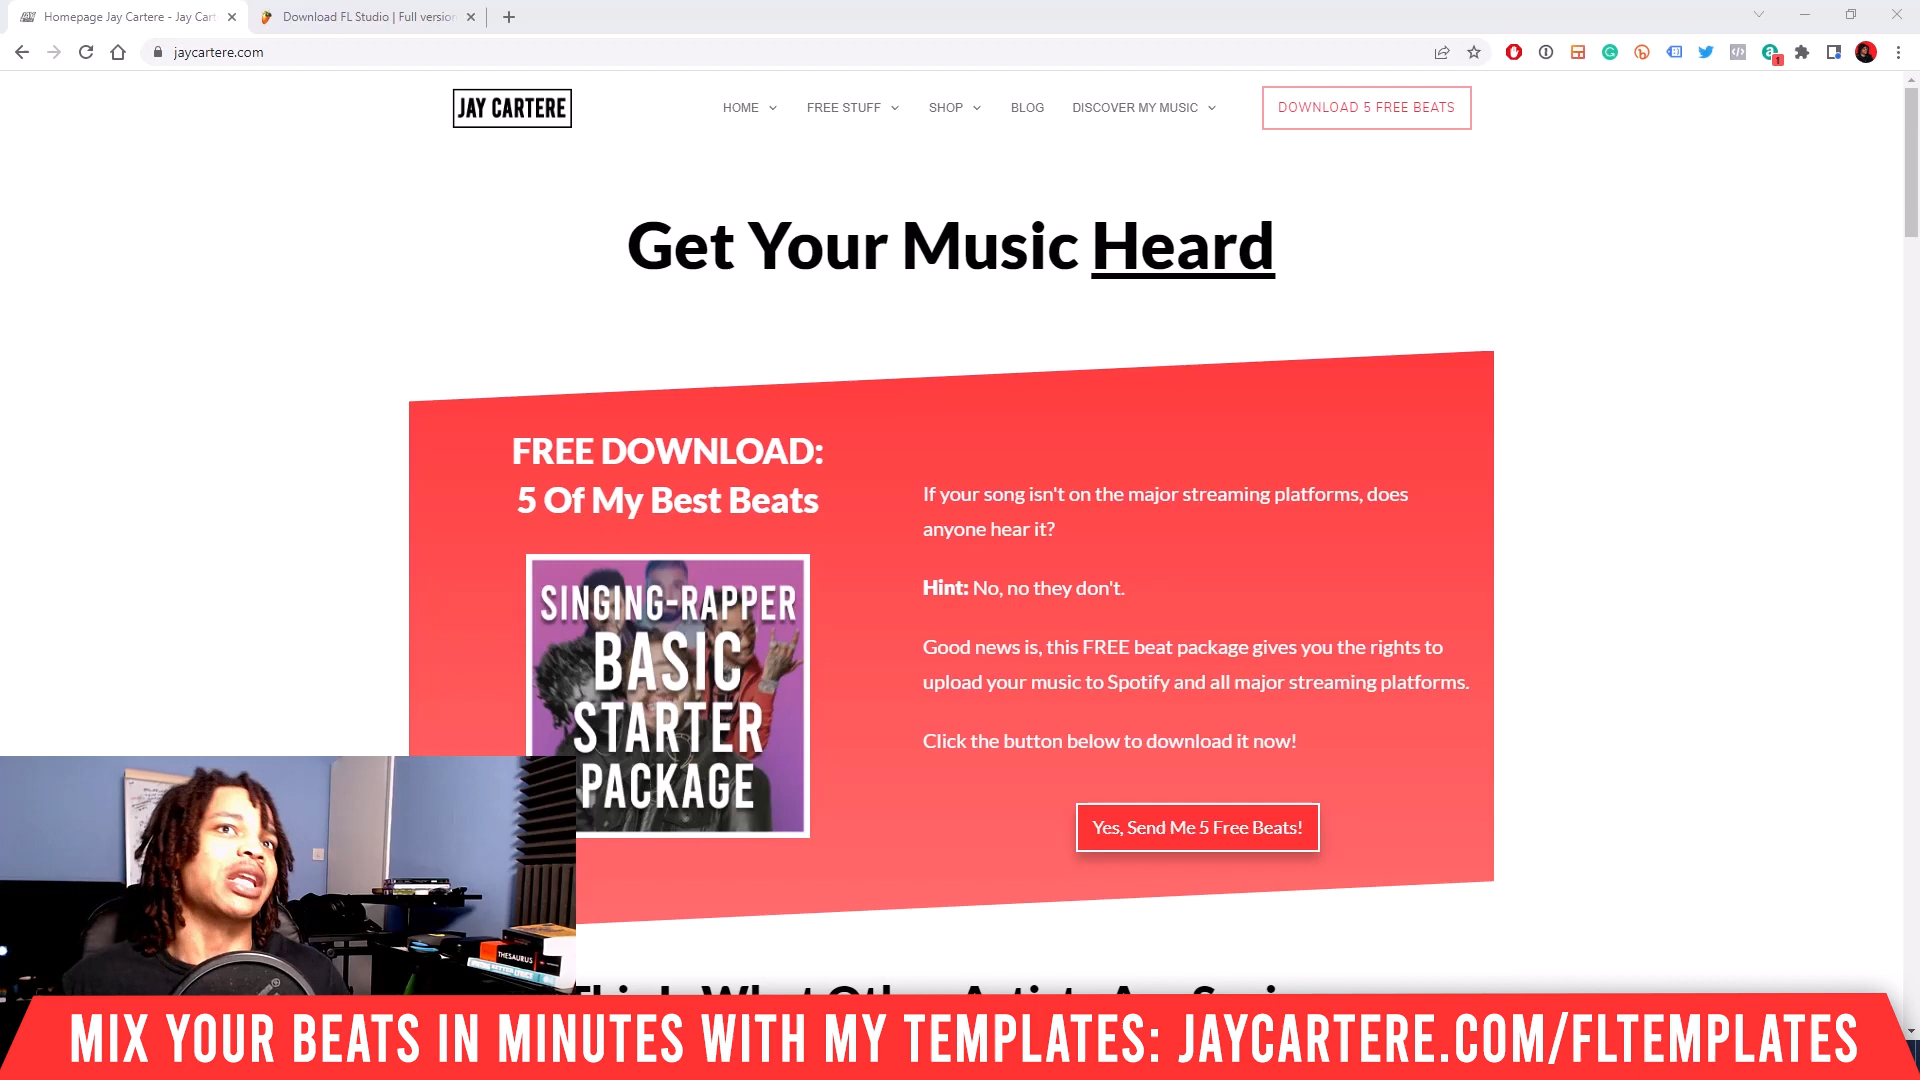 Homepage Jay Cartere - Jay Cart
Download FL Studio | Full version
jaycartere.com
1
JAY CARTERE
HOME
FREE STUFF
SHOP
BLOG
DISCOVER MY MUSIC
DOWNLOAD 5 FREE BEATS
Get Your Music Heard
FREE DOWNLOAD:
5 Of My Best Beats
SINGING-RAPPER
BASIC
STARTER
PACKAGE
If your song isn't on the major streaming platforms, does
anyone hear it?
Hint: No, no they don't.
Good news is, this FREE beat package gives you the rights to
upload your music to Spotify and all major streaming platforms.
Click the button below to download it now!
Yes, Send Me 5 Free Beats!
THESAURUS
MIX YOUR BEATS IN MINUTES WITH MY TEMPLATES: JAYCARTERE.COM/FLTEMPLATES